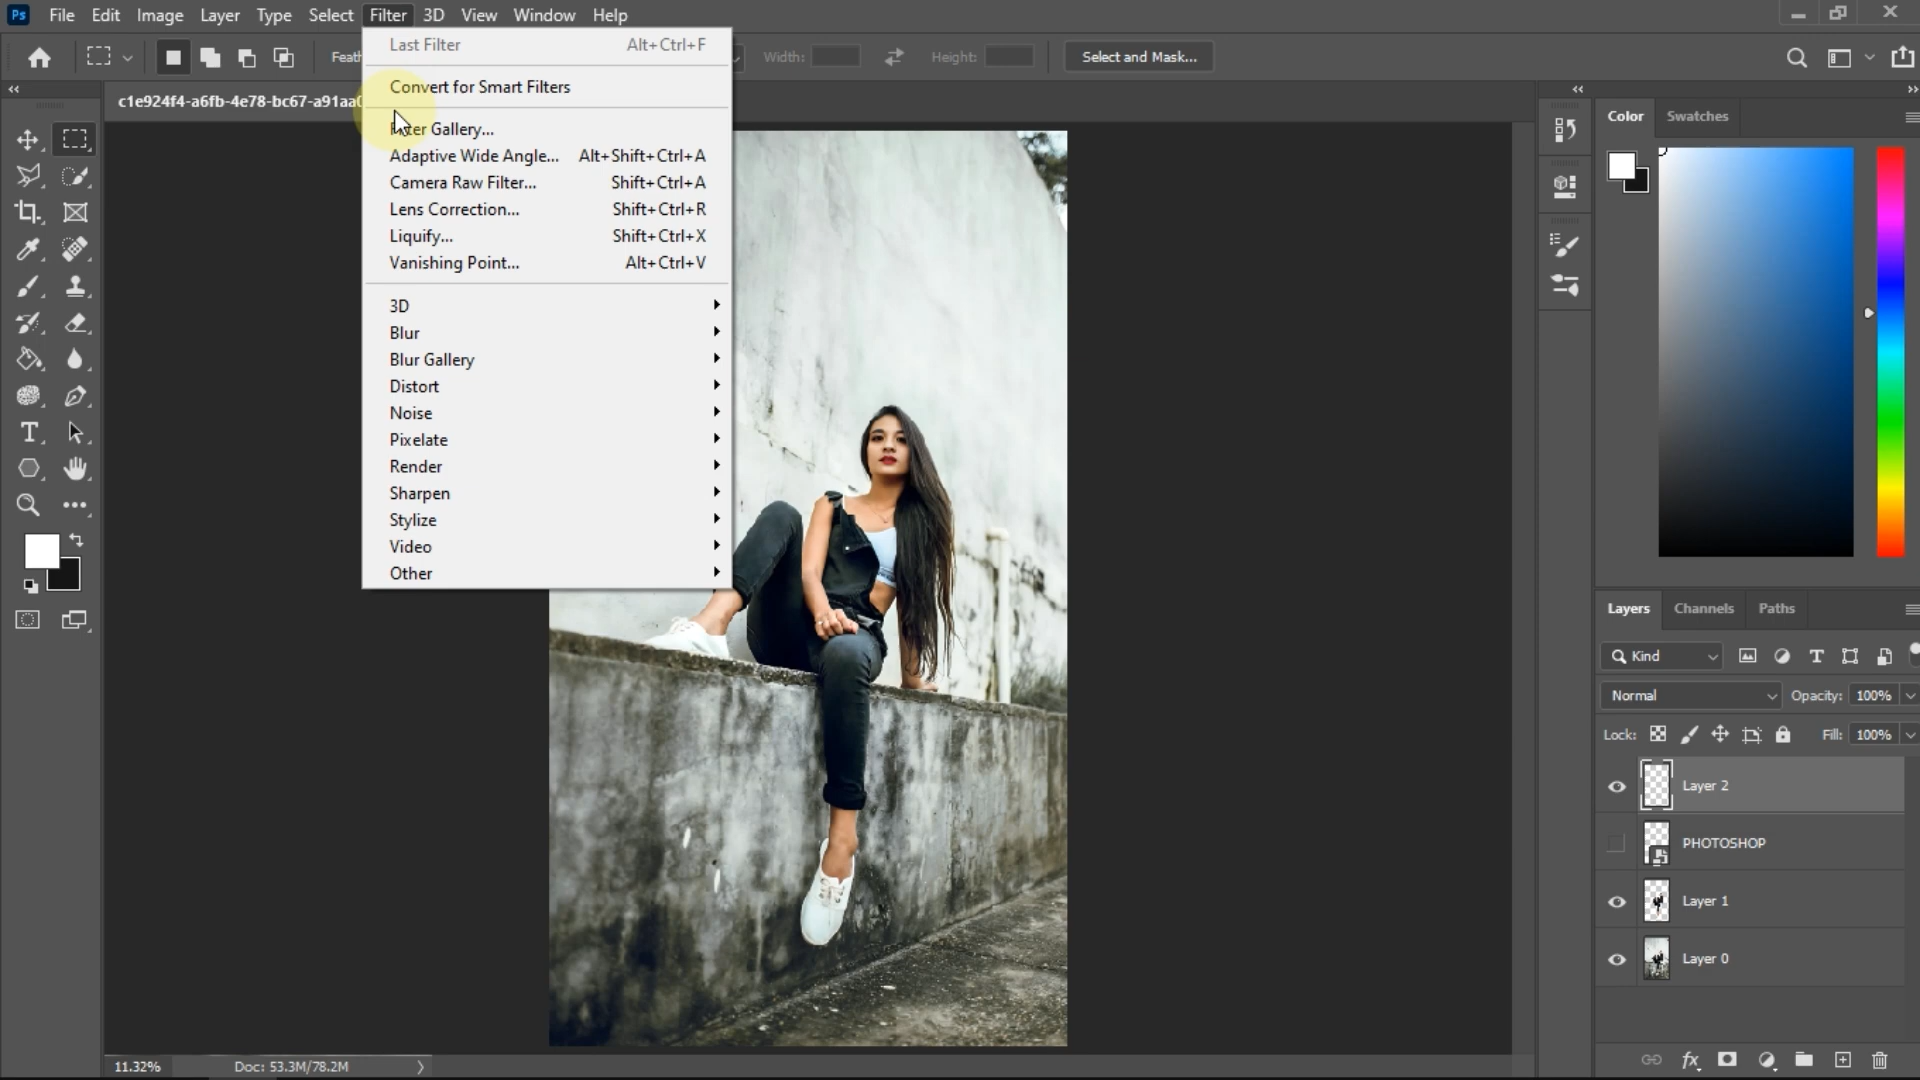 Ps File Edit Image Layer Type Select Filter 3D View Window Help
Width: Height: Select and Mask...
c1e924f4-a6fb-4e78-bc67-a91aa
Last Filter Alt+Ctrl+F
Convert for Smart Filters
Filter Gallery...
Adaptive Wide Angle... Alt+Shift+Ctrl+A
Camera Raw Filter... Shift+Ctrl+A
Lens Correction... Shift+Ctrl+R
Liquify... Shift+Ctrl+X
Vanishing Point... Alt+Ctrl+V
3D
Blur
Blur Gallery
Distort
Noise
Pixelate
Render
Sharpen
Stylize
Video
Other
Color Swatches
Layers Channels Paths
Kind
Normal Opacity: 100%
Lock: Fill: 100%
Layer 2
PHOTOSHOP
Layer 1
Layer 0
fx
11.32% Doc: 53.3M/78.2M